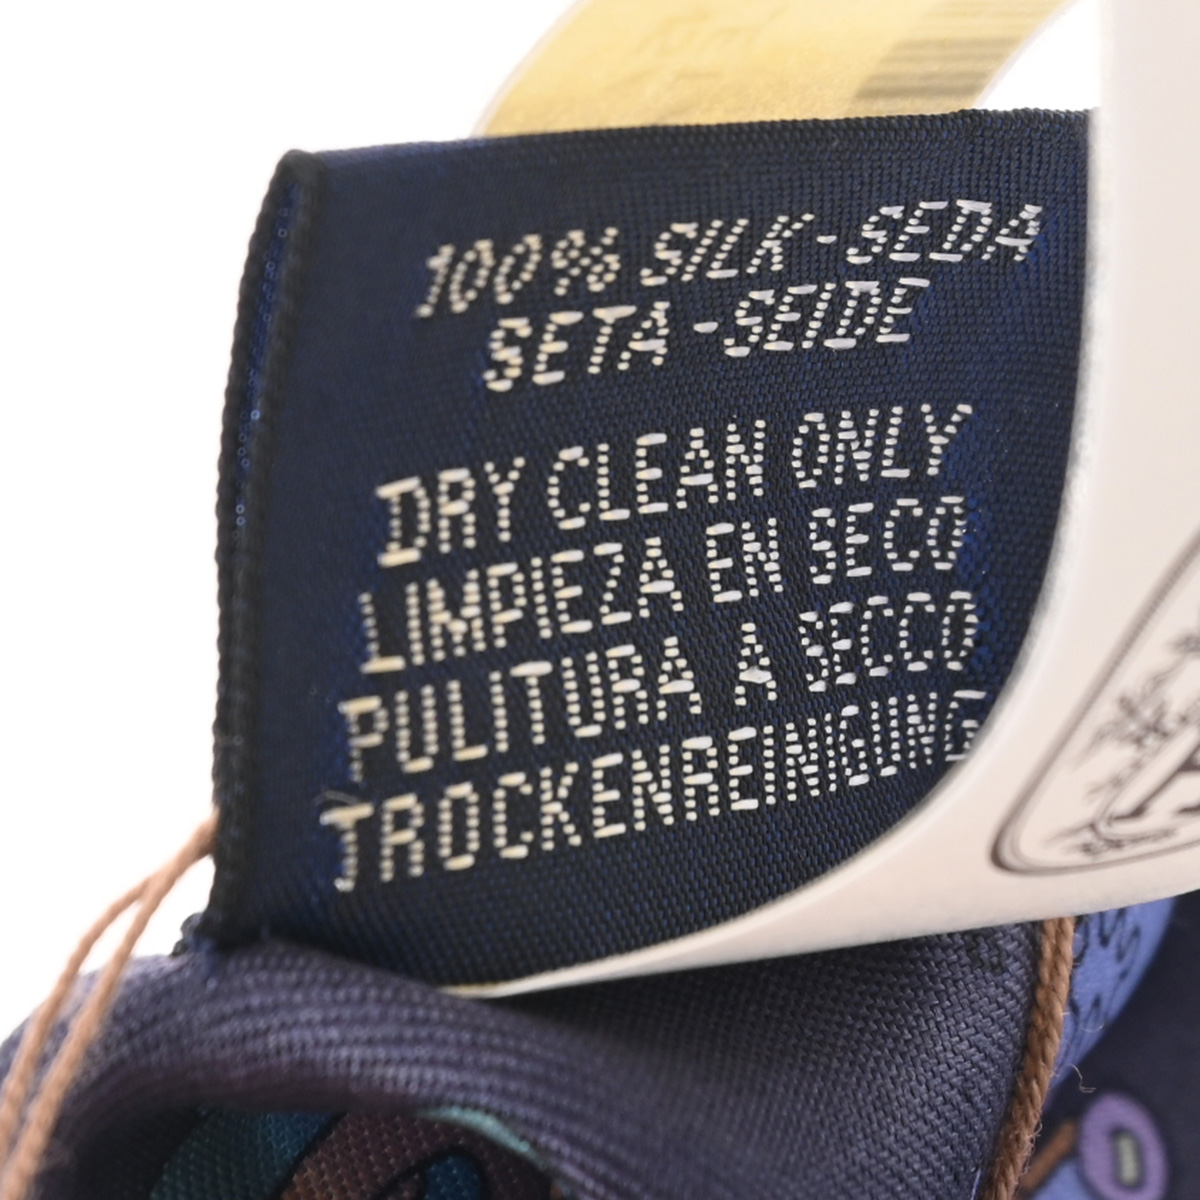 100% SILK - SEDA
SETA - SEIDE
DRY CLEAN ONLY
LIMPIEZA EN SECO
PULITURA A SECCO
TROCKENREINIGUNG